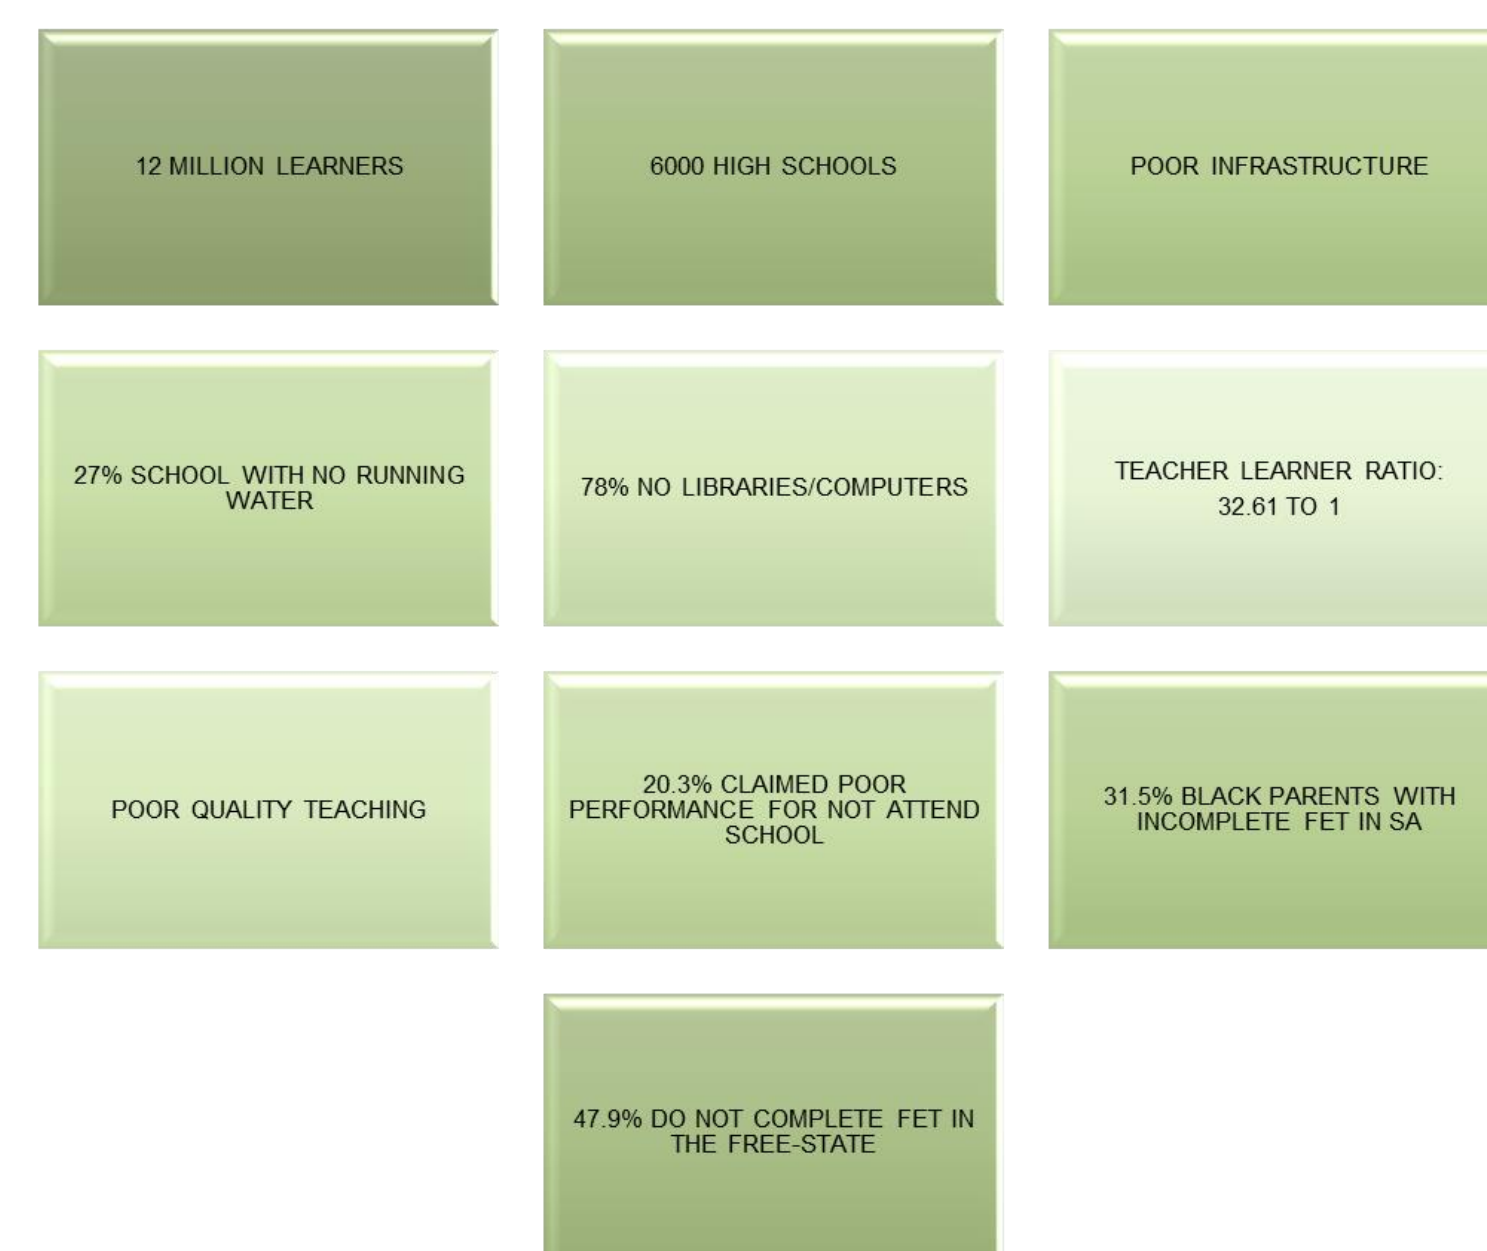 12 MILLION LEARNERS
6000 HIGH SCHOOLS
POOR INFRASTRUCTURE
27% SCHOOL WITH NO RUNNING
WATER
78% NO LIBRARIES/COMPUTERS
TEACHER LEARNER RATIO:
32.61 TO 1
POOR QUALITY TEACHING
20.3% CLAIMED POOR
PERFORMANCE FOR NOT ATTEND
SCHOOL
31.5% BLACK PARENTS WITH
INCOMPLETE FET IN SA
47.9% DO NOT COMPLETE FET IN
THE FREE-STATE